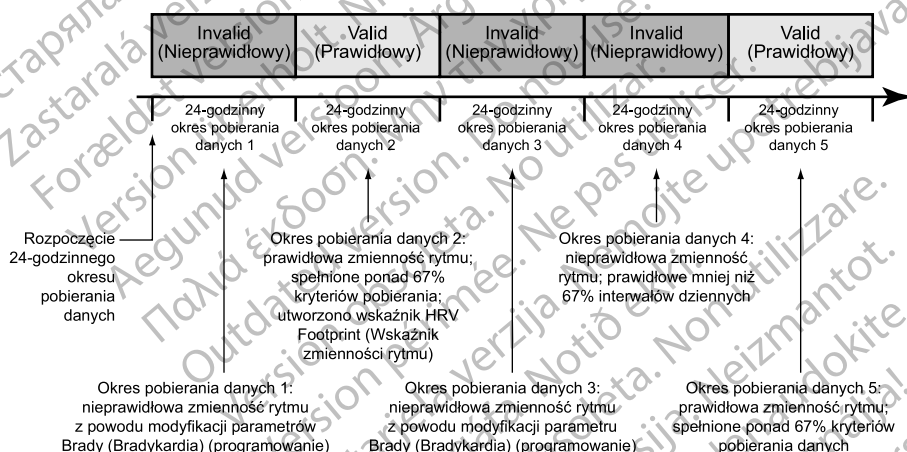 Invalid
(Nieprawidłowy)
Valid
(Prawidłowy)
Invalid
(Nieprawidłowy)
Invalid
(Nieprawidłowy)
Valid
(Prawidłowy)
24-godzinny
okres pobierania
danych 1
24-godzinny
okres pobierania
danych 2
24-godzinny
okres pobierania
danych 3
24-godzinny
okres pobierania
danych 4
24-godzinny
okres pobierania
danych 5
Rozpoczęcie
24-godzinnego
okresu
pobierania
danych
Okres pobierania danych 2:
prawidłowa zmienność rytmu;
spełnione ponad 67%
kryteriów pobierania;
utworzono wskaźnik HRV
Footprint (Wskaźnik
zmienności rytmu)
Okres pobierania danych 4:
nieprawidłowa zmienność
rytmu; prawidłowe mniej niż
67% interwałów dziennych
Okres pobierania danych 1:
nieprawidłowa zmienność rytmu
z powodu modyfikacji parametrów
Brady (Bradykardia) (programowanie)
Okres pobierania danych 3:
nieprawidłowa zmienność rytmu
z powodu modyfikacji parametru
Brady (Bradykardia) (programowanie)
Okres pobierania danych 5:
prawidłowa zmienność rytmu;
spełnione ponad 67% kryteriów
pobierania danych
Outdated version. Do not use.